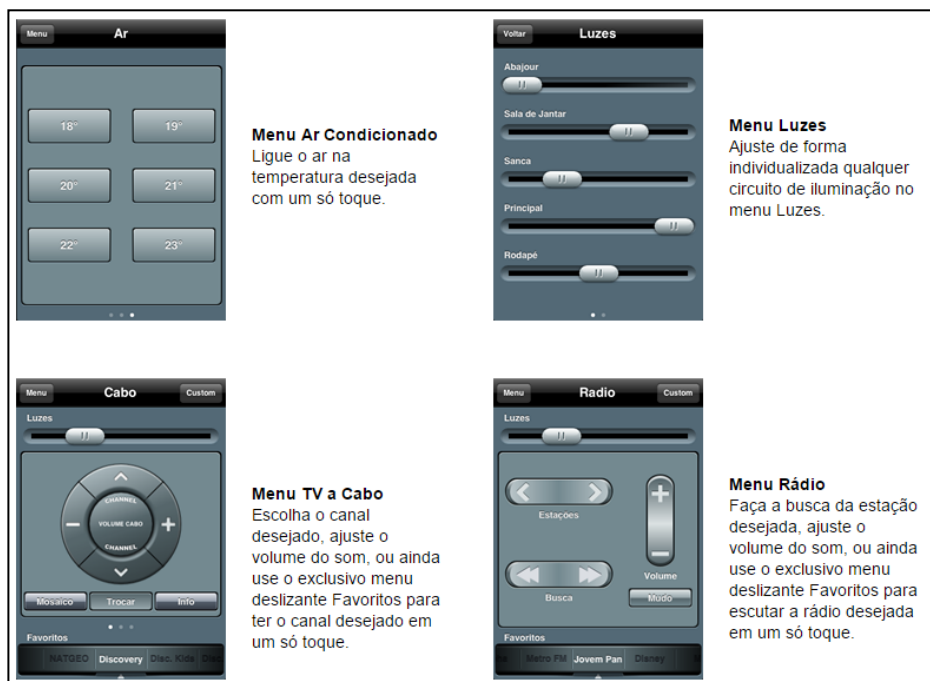 Menu
Ar
18°
19°
20°
21°
22°
23°
Menu Ar Condicionado
Ligue o ar na
temperatura desejada
com um só toque.
Voltar
Luzes
Abajour
Sala de Jantar
Sanca
Principal
Rodapé
Menu Luzes
Ajuste de forma
individualizada qualquer
circuito de iluminação no
menu Luzes.
Menu
Cabo
Custom
Luzes
CHANNEL
VOLUME CABO
CHANNEL
Mosaico
Trocar
Info
Favoritos
NATGEO
Discovery
Disc. Kids
Menu TV a Cabo
Escolha o canal
desejado, ajuste o
volume do som, ou ainda
use o exclusivo menu
deslizante Favoritos para
ter o canal desejado em
um só toque.
Menu
Radio
Custom
Luzes
Estações
Busca
Volume
Mudo
Favoritos
Metro FM
Jovem Pan
Disney
Menu Rádio
Faça a busca da estação
desejada, ajuste o
volume do som, ou ainda
use o exclusivo menu
deslizante Favoritos para
escutar a rádio desejada
em um só toque.